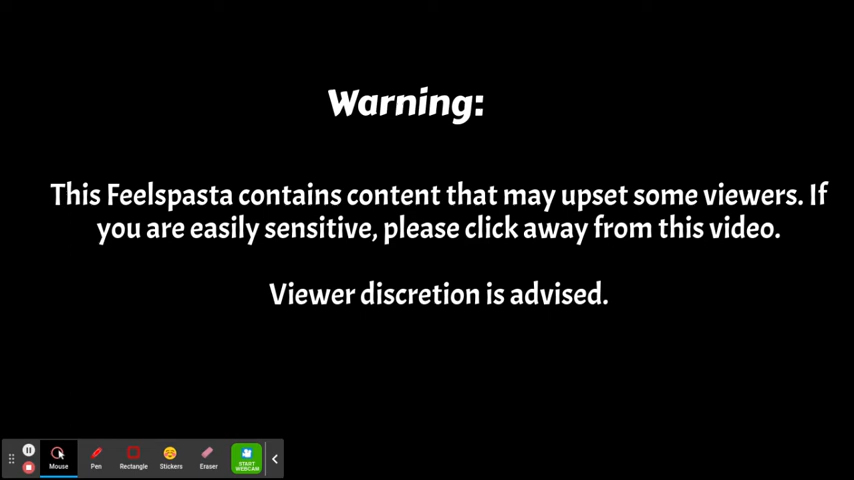 Warning:
This Feelspasta contains content that may upset some viewers. If
you are easily sensitive, please click away from this video.
Viewer discretion is advised.
Mouse
Pen
Rectangle
Stickers
Eraser
START
WEBCAM